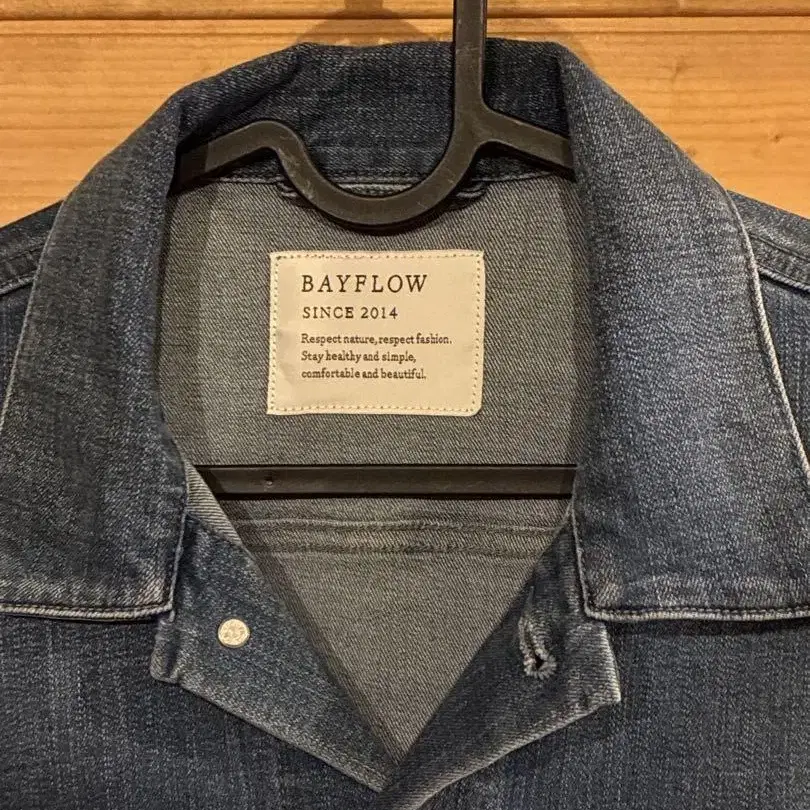 BAYFLOW
SINCE 2014
Respect nature, respect fashion.
Stay healthy and simple,
comfortable and beautiful.